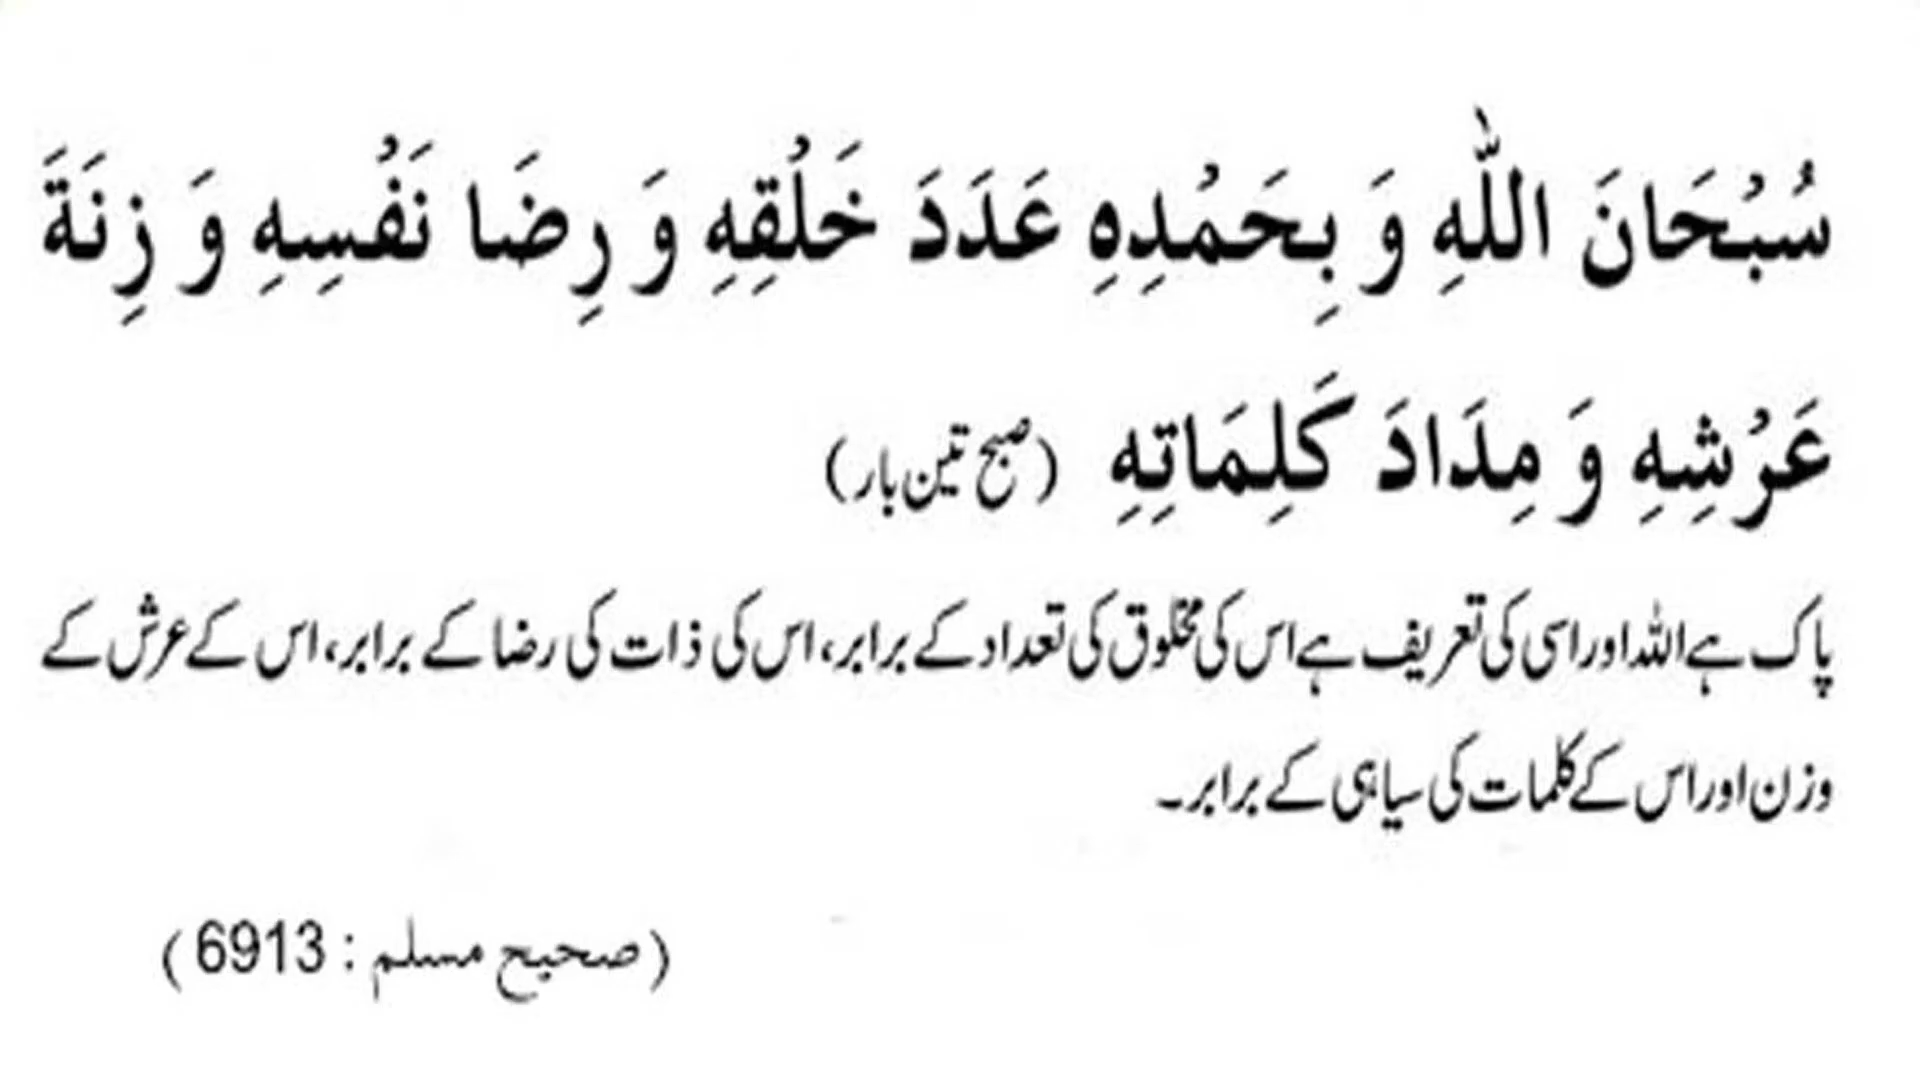 سُبْحَانَ اللّٰهِ وَ بِحَمْدِهِ عَدَدَ خَلْقِهِ وَ رِضَا نَفْسِهِ وَ زِنَةَ
عَرْشِهِ وَ مِدَادَ كَلِمَاتِهِ (صبح تین بار)
پاک ہے اللہ اور اسی کی تعریف ہے اس کی مخلوق کی تعداد کے برابر، اس کی ذات کی رضا کے برابر، اس کے عرش کے
وزن اور اس کے کلمات کی سیاہی کے برابر۔
(صحیح مسلم : 6913)